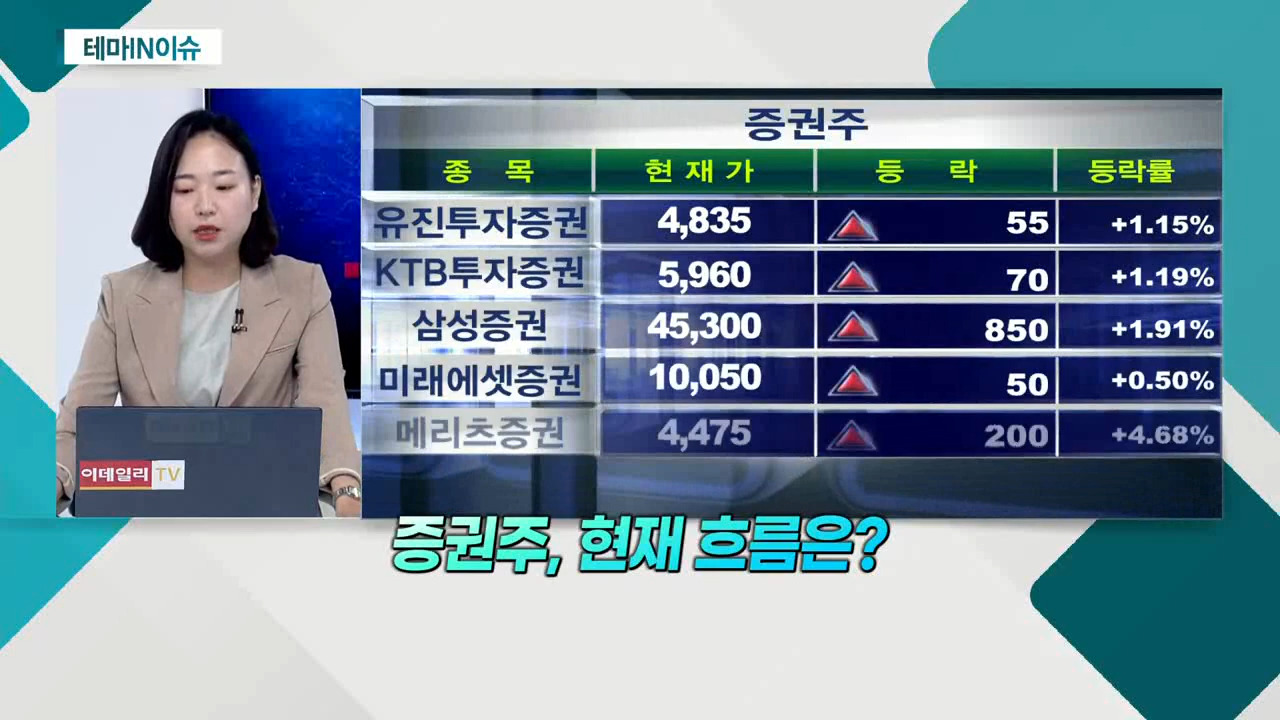 테마IN이슈
증권주
종 목 현 재 가 등 락 등락률
유진투자증권 4,835 ▲ 55 +1.15%
KTB투자증권 5,960 ▲ 70 +1.19%
삼성증권 45,300 ▲ 850 +1.91%
미래에셋증권 10,050 ▲ 50 +0.50%
메리츠증권 4,475 ▲ 200 +4.68%
이데일리 TV
증권주, 현재 흐름은?